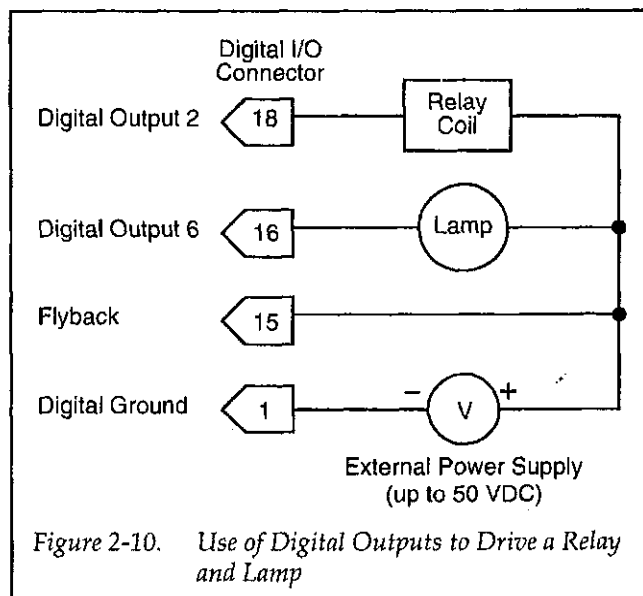 Digital I/O
Connector
Digital Output 2
18
Relay
Coil
Digital Output 6
16
Lamp
Flyback
15
Digital Ground
1
−
V
+
External Power Supply
(up to 50 VDC)
Figure 2-10. Use of Digital Outputs to Drive a Relay
and Lamp